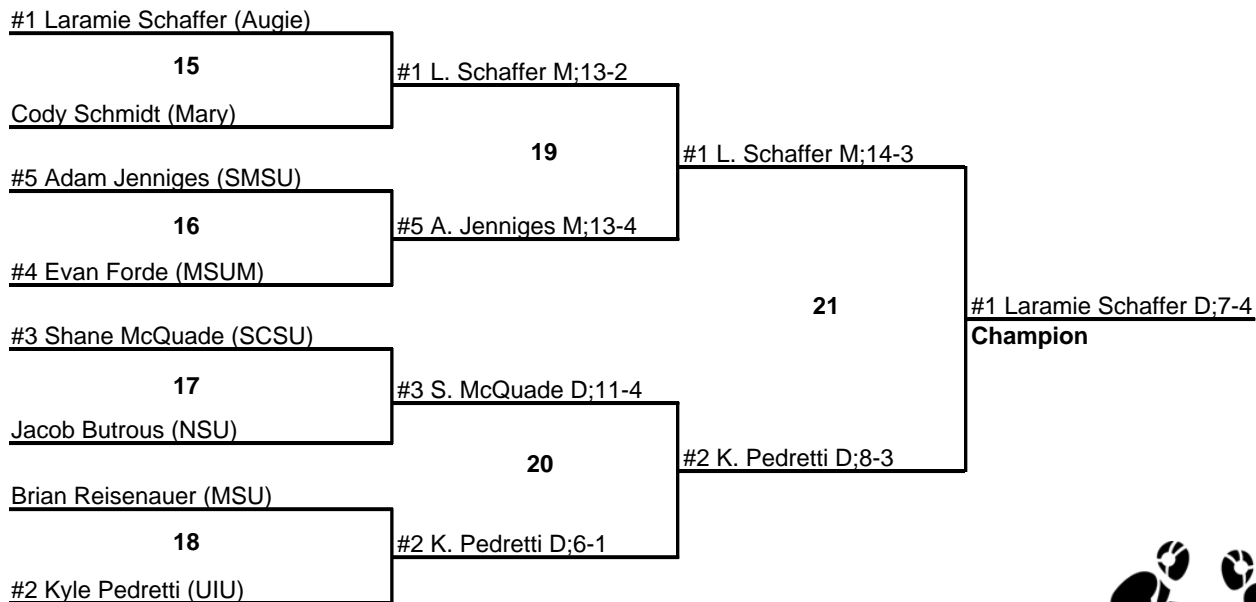 #1 Laramie Schaffer (Augie)
15
#1 L. Schaffer M;13-2
Cody Schmidt (Mary)
19
#1 L. Schaffer M;14-3
#5 Adam Jenniges (SMSU)
16
#5 A. Jenniges M;13-4
#4 Evan Forde (MSUM)
21
#1 Laramie Schaffer D;7-4
Champion
#3 Shane McQuade (SCSU)
17
#3 S. McQuade D;11-4
Jacob Butrous (NSU)
20
#2 K. Pedretti D;8-3
Brian Reisenauer (MSU)
18
#2 K. Pedretti D;6-1
#2 Kyle Pedretti (UIU)